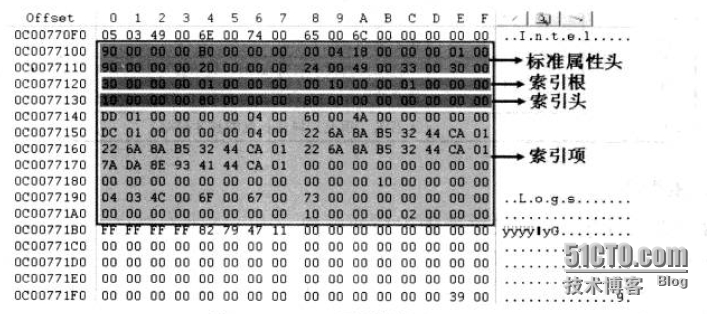 Offset 0 1 2 3 4 5 6 7 8 9 A B C D E F
0C00770F0 05 03 49 00 6E 00 74 00 65 00 6C 00 00 00 00 00 ..I.n.t.e.l.....
0C0077100 90 00 00 00 B0 00 00 00 00 04 18 00 00 00 01 00
标准属性头
0C0077110 90 00 00 00 20 00 00 00 24 00 49 00 33 00 30 00
0C0077120 30 00 00 00 01 00 00 00 00 10 00 00 01 00 00 00
索引根
0C0077130 10 00 00 00 80 00 00 00 80 00 00 00 00 00 00 00
索引头
0C0077140 DD 01 00 00 00 00 04 00 60 00 4A 00 00 00 00 00
0C0077150 DC 01 00 00 00 00 04 00 22 6A 8A B5 32 44 CA 01
0C0077160 22 6A 8A B5 32 44 CA 01 22 6A 8A B5 32 44 CA 01
索引项
0C0077170 7A DA 8E 93 41 44 CA 01 00 00 00 00 00 00 00 00
0C0077180 00 00 00 00 00 00 00 00 00 00 00 10 00 00 00 00
0C0077190 04 03 4C 00 6F 00 67 00 73 00 00 00 00 00 00 00 ..L.o.g.s.......
0C00771A0 00 00 00 00 00 00 00 00 10 00 00 00 02 00 00 00
0C00771B0 FF FF FF FF 82 79 47 11 00 00 00 00 00 00 00 00 ÿÿÿÿ‚yG.........
0C00771C0 00 00 00 00 00 00 00 00 00 00 00 00 00 00 00 00
0C00771D0 00 00 00 00 00 00 00 00 00 00 00 00 00 00 00 00
0C00771E0 00 00 00 00 00 00 00 00 00 00 00 00 00 00 00 00
0C00771F0 00 00 00 00 00 00 00 00 00 00 00 00 00 00 39 00 ..............9.
51CTO.com
技术博客 Blog